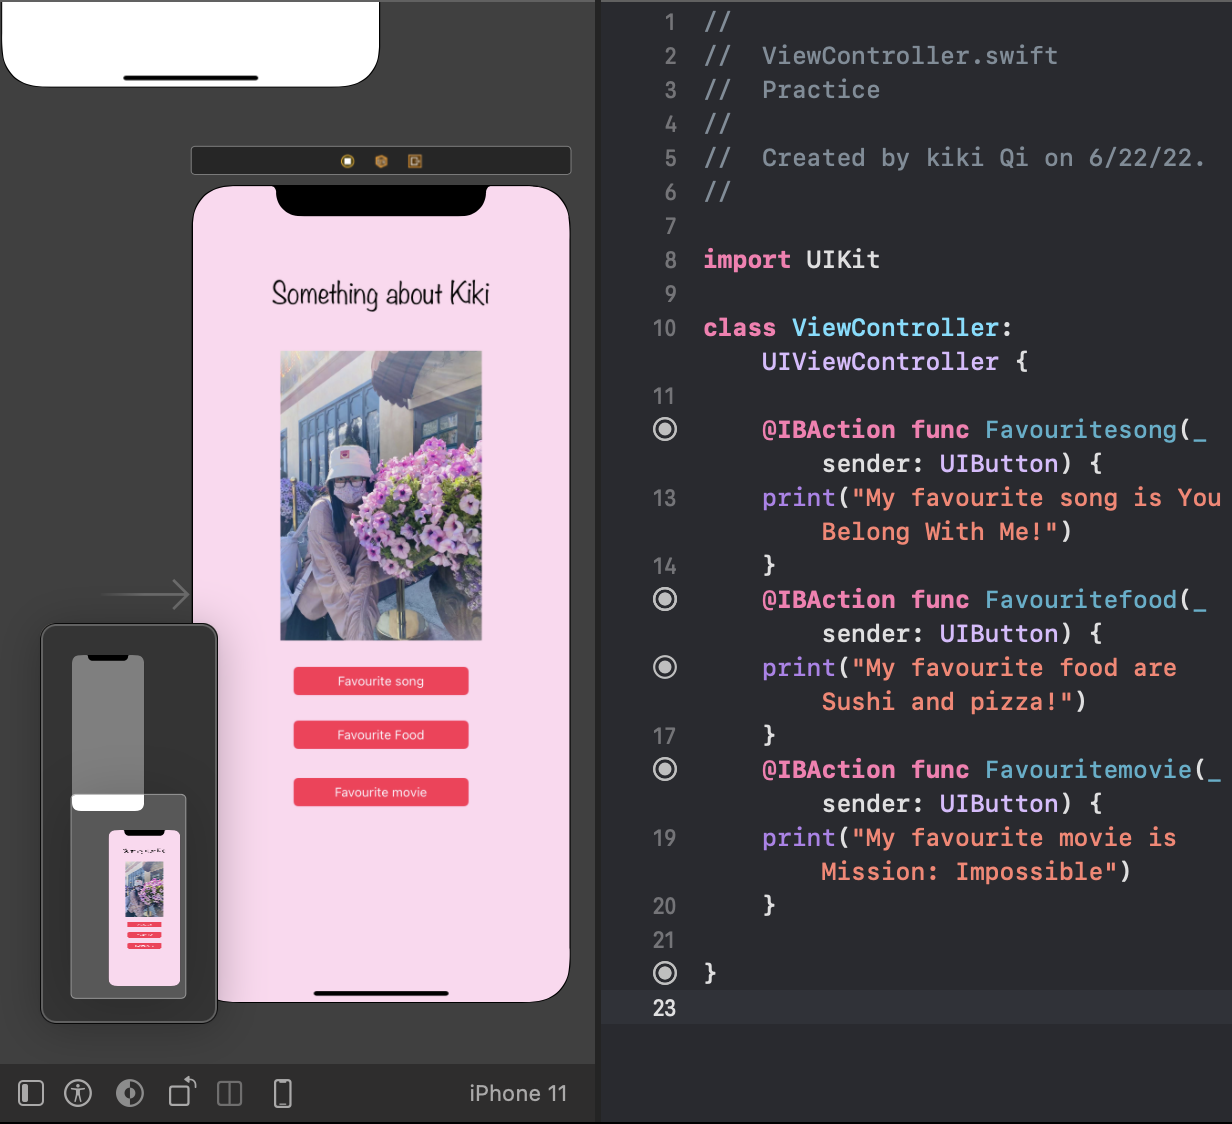 Something about Kiki
Favourite song
Favourite Food
Favourite movie
iPhone 11
1 //
2 //  ViewController.swift
3 //  Practice
4 //
5 //  Created by kiki Qi on 6/22/22.
6 //
7
8 import UIKit
9
10 class ViewController:
UIViewController {
11
@IBAction func Favouritesong(_
sender: UIButton) {
13 print("My favourite song is You
Belong With Me!")
14 }
@IBAction func Favouritefood(_
sender: UIButton) {
print("My favourite food are
Sushi and pizza!")
17 }
@IBAction func Favouritemovie(_
sender: UIButton) {
19 print("My favourite movie is
Mission: Impossible")
20 }
21
}
23